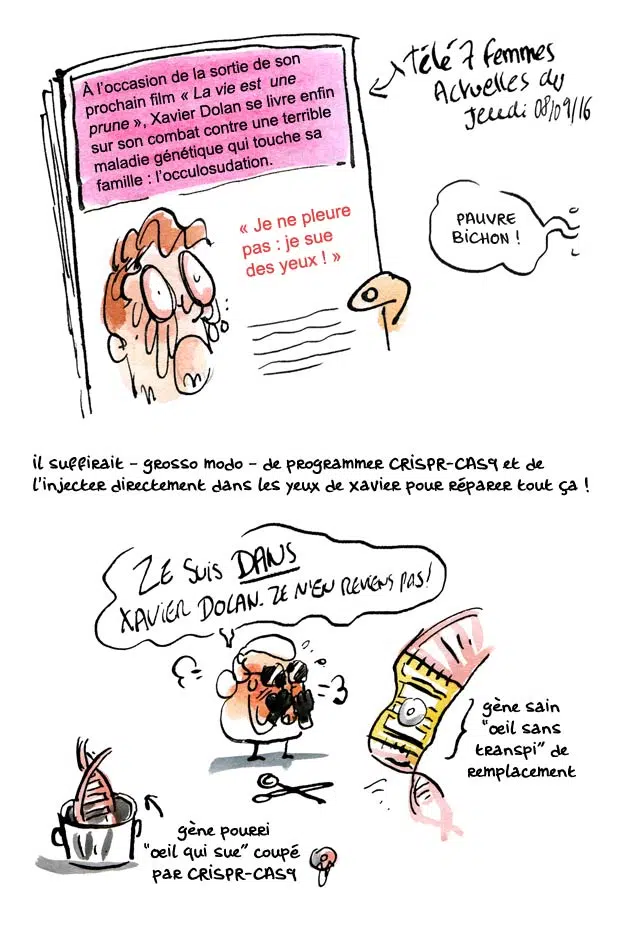 À l'occasion de la sortie de son
prochain film « La vie est une
prune », Xavier Dolan se livre enfin
sur son combat contre une terrible
maladie génétique qui touche sa
famille : l'occulosudation.
Télé 7 Femmes
Actuelles du
Jeudi 08/09/16
« Je ne pleure
pas : je sue
des yeux ! »
PAUVRE
BICHON !
il suffirait – grosso modo – de programmer CRISPR-CAS9 et de
l'injecter directement dans les yeux de xavier pour réparer tout ça !
ZE SUIS DANS
XAVIER DOLAN. ZE N'EN REVIENS PAS!
gène sain
"oeil sans
transpi" de
remplacement
gène pourri
"oeil qui sue" coupé
par CRISPR-CAS9